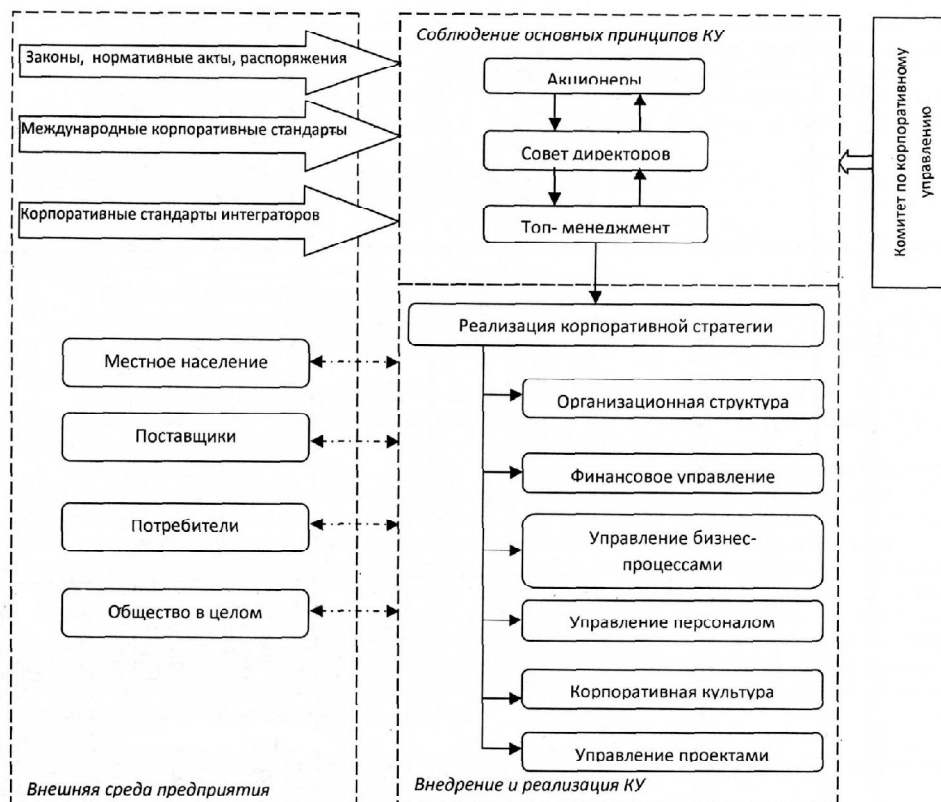 Законы, нормативные акты, распоряжения
Международные корпоративные стандарты
Корпоративные стандарты интеграторов
Местное население
Поставщики
Потребители
Общество в целом
Внешняя среда предприятия
Соблюдение основных принципов КУ
Акционеры
Совет директоров
Топ- менеджмент
Реализация корпоративной стратегии
Организационная структура
Финансовое управление
Управление бизнес-
процессами
Управление персоналом
Корпоративная культура
Управление проектами
Внедрение и реализация КУ
Комитет по корпоративному
управлению